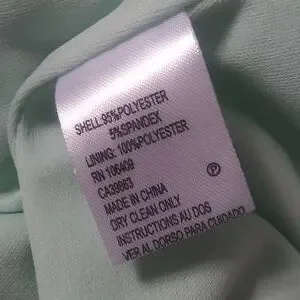 SHELL:95%POLYESTER
5%SPANDEX
LINING: 100%POLYESTER
RN 106409
CA39863
MADE IN CHINA
DRY CLEAN ONLY
INSTRUCTIONS AU DOS
VER AL DORSO PARA CUIDADO
P